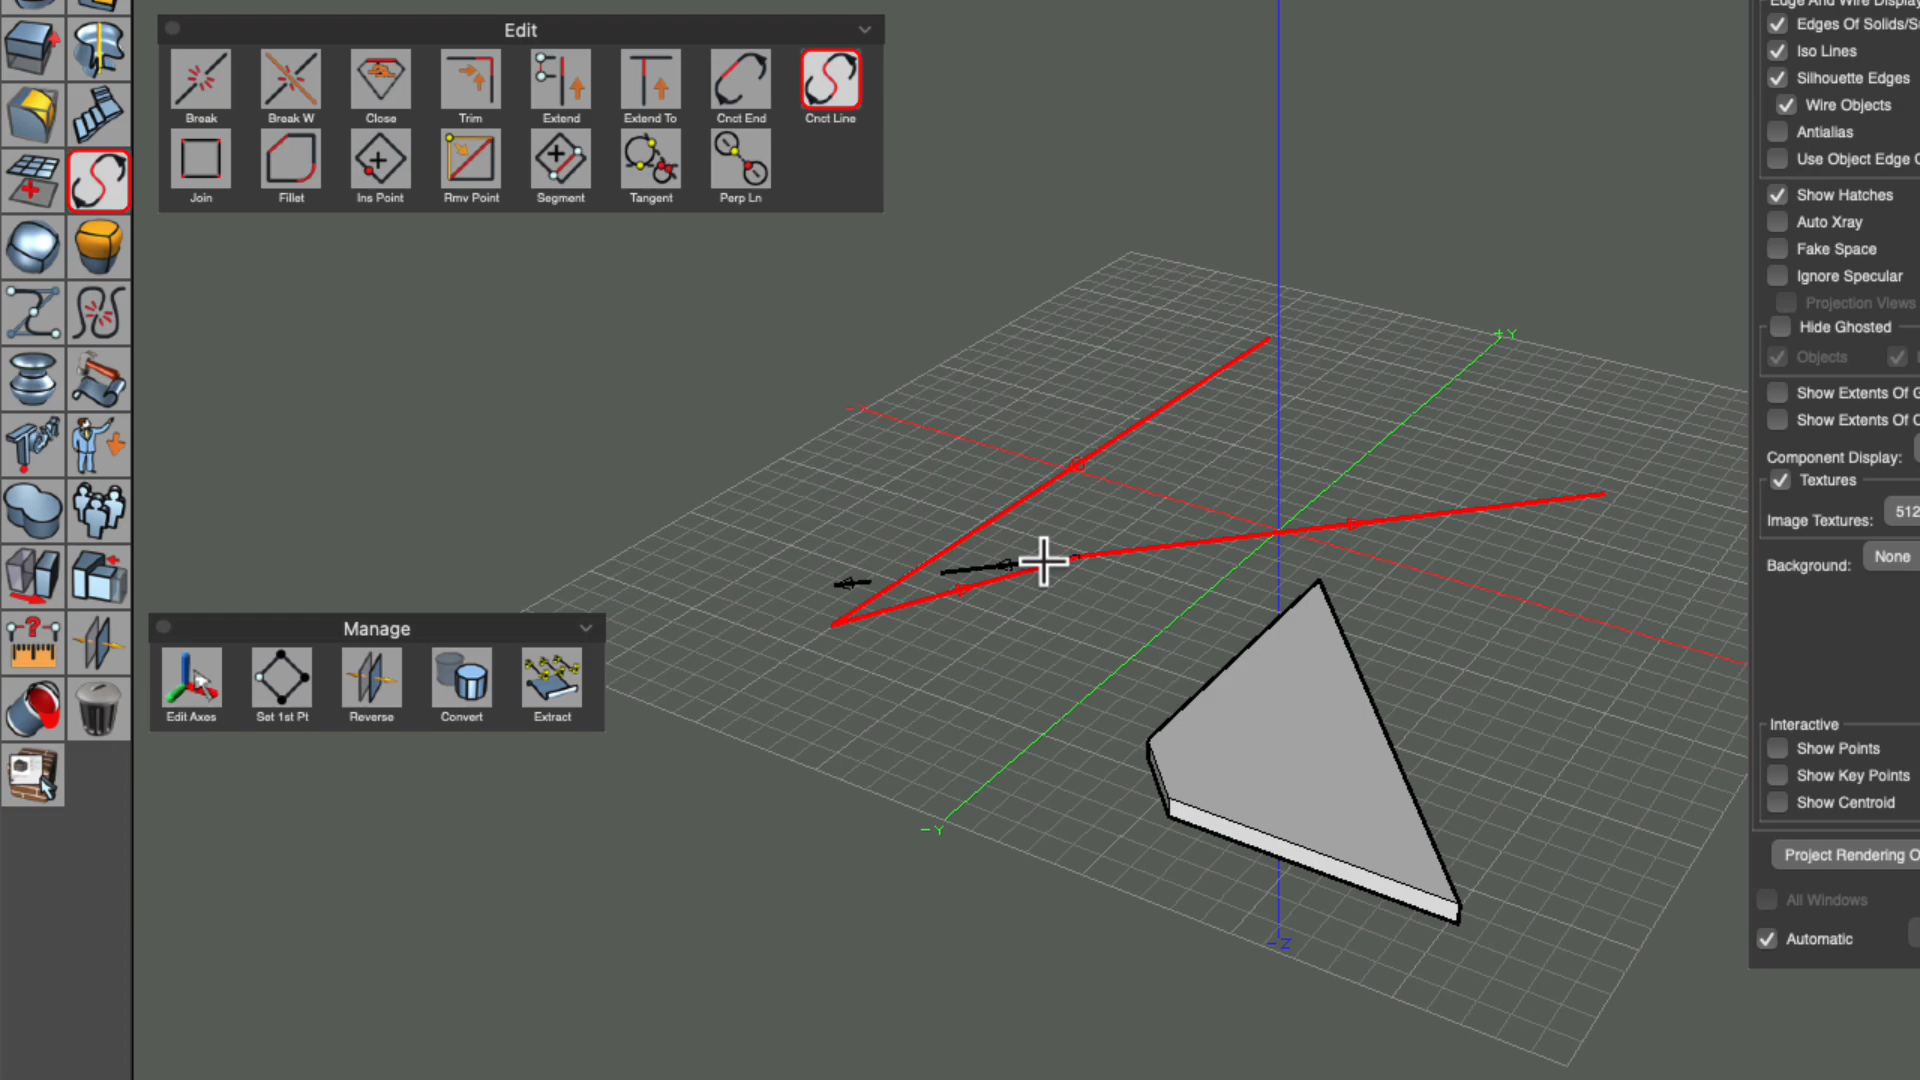 Edit
Break
Break W
Close
Trim
Extend
Extend To
Cnct End
Cnct Line
Join
Fillet
Ins Point
Rmv Point
Segment
Tangent
Perp Ln
Manage
Edit Axes
Set 1st Pt
Reverse
Convert
Extract
+Y
-Y
-Z
Edge And Wire Display
Edges Of Solids/S
Iso Lines
Silhouette Edges
Wire Objects
Antialias
Use Object Edge
Show Hatches
Auto Xray
Fake Space
Ignore Specular
Projection Views
Hide Ghosted
Objects
Show Extents Of
Show Extents Of
Component Display:
Textures
Image Textures: 512
Background: None
Interactive
Show Points
Show Key Points
Show Centroid
Project Rendering O
All Windows
Automatic